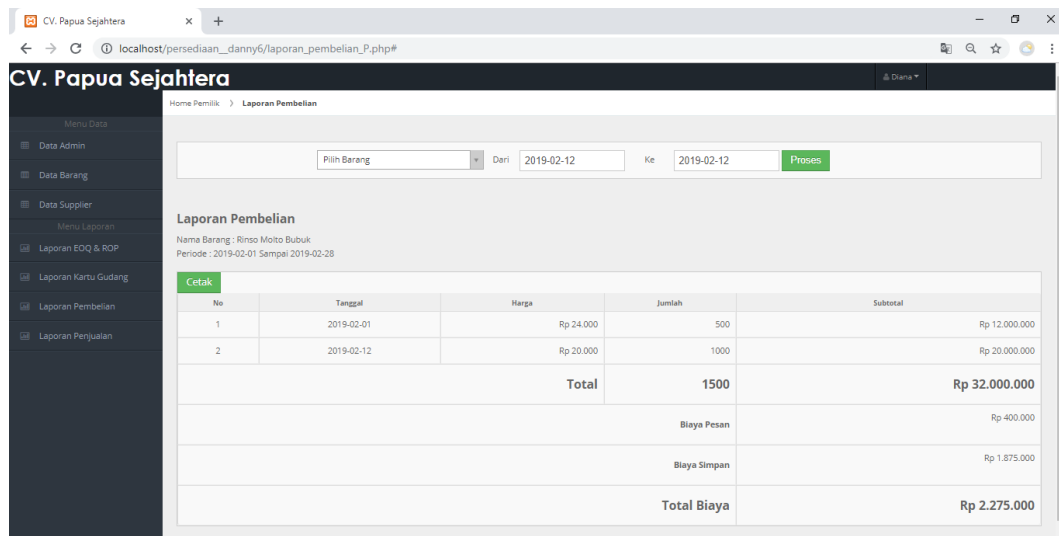 CV. Papua Sejahtera
localhost/persediaan__danny6/laporan_pembelian_P.php#
CV. Papua Sejahtera
Diana
Home Pemilik > Laporan Pembelian
Menu Data
Data Admin
Data Barang
Data Supplier
Menu Laporan
Laporan EOQ & ROP
Laporan Kartu Gudang
Laporan Pembelian
Laporan Penjualan
Pilih Barang Dari 2019-02-12 Ke 2019-02-12 Proses
Laporan Pembelian
Nama Barang : Rinso Molto Bubuk
Periode : 2019-02-01 Sampai 2019-02-28
Cetak
No Tanggal Harga Jumlah Subtotal
1 2019-02-01 Rp 24.000 500 Rp 12.000.000
2 2019-02-12 Rp 20.000 1000 Rp 20.000.000
Total 1500 Rp 32.000.000
Biaya Pesan Rp 400.000
Biaya Simpan Rp 1.875.000
Total Biaya Rp 2.275.000